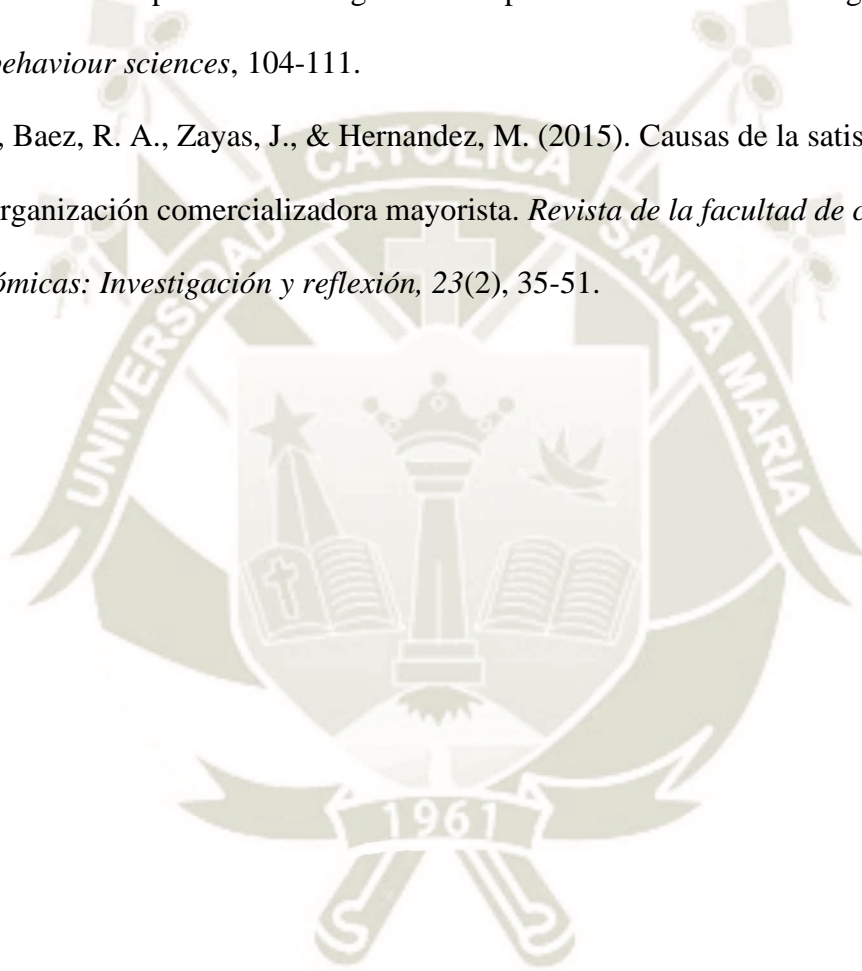 behaviour sciences, 104-111.
, Baez, R. A., Zayas, J., & Hernandez, M. (2015). Causas de la satis
rganización comercializadora mayorista. Revista de la facultad de c
ómicas: Investigación y reflexión, 23(2), 35-51.
UNIVERSIDAD CATOLICA SANTA MARIA
1961